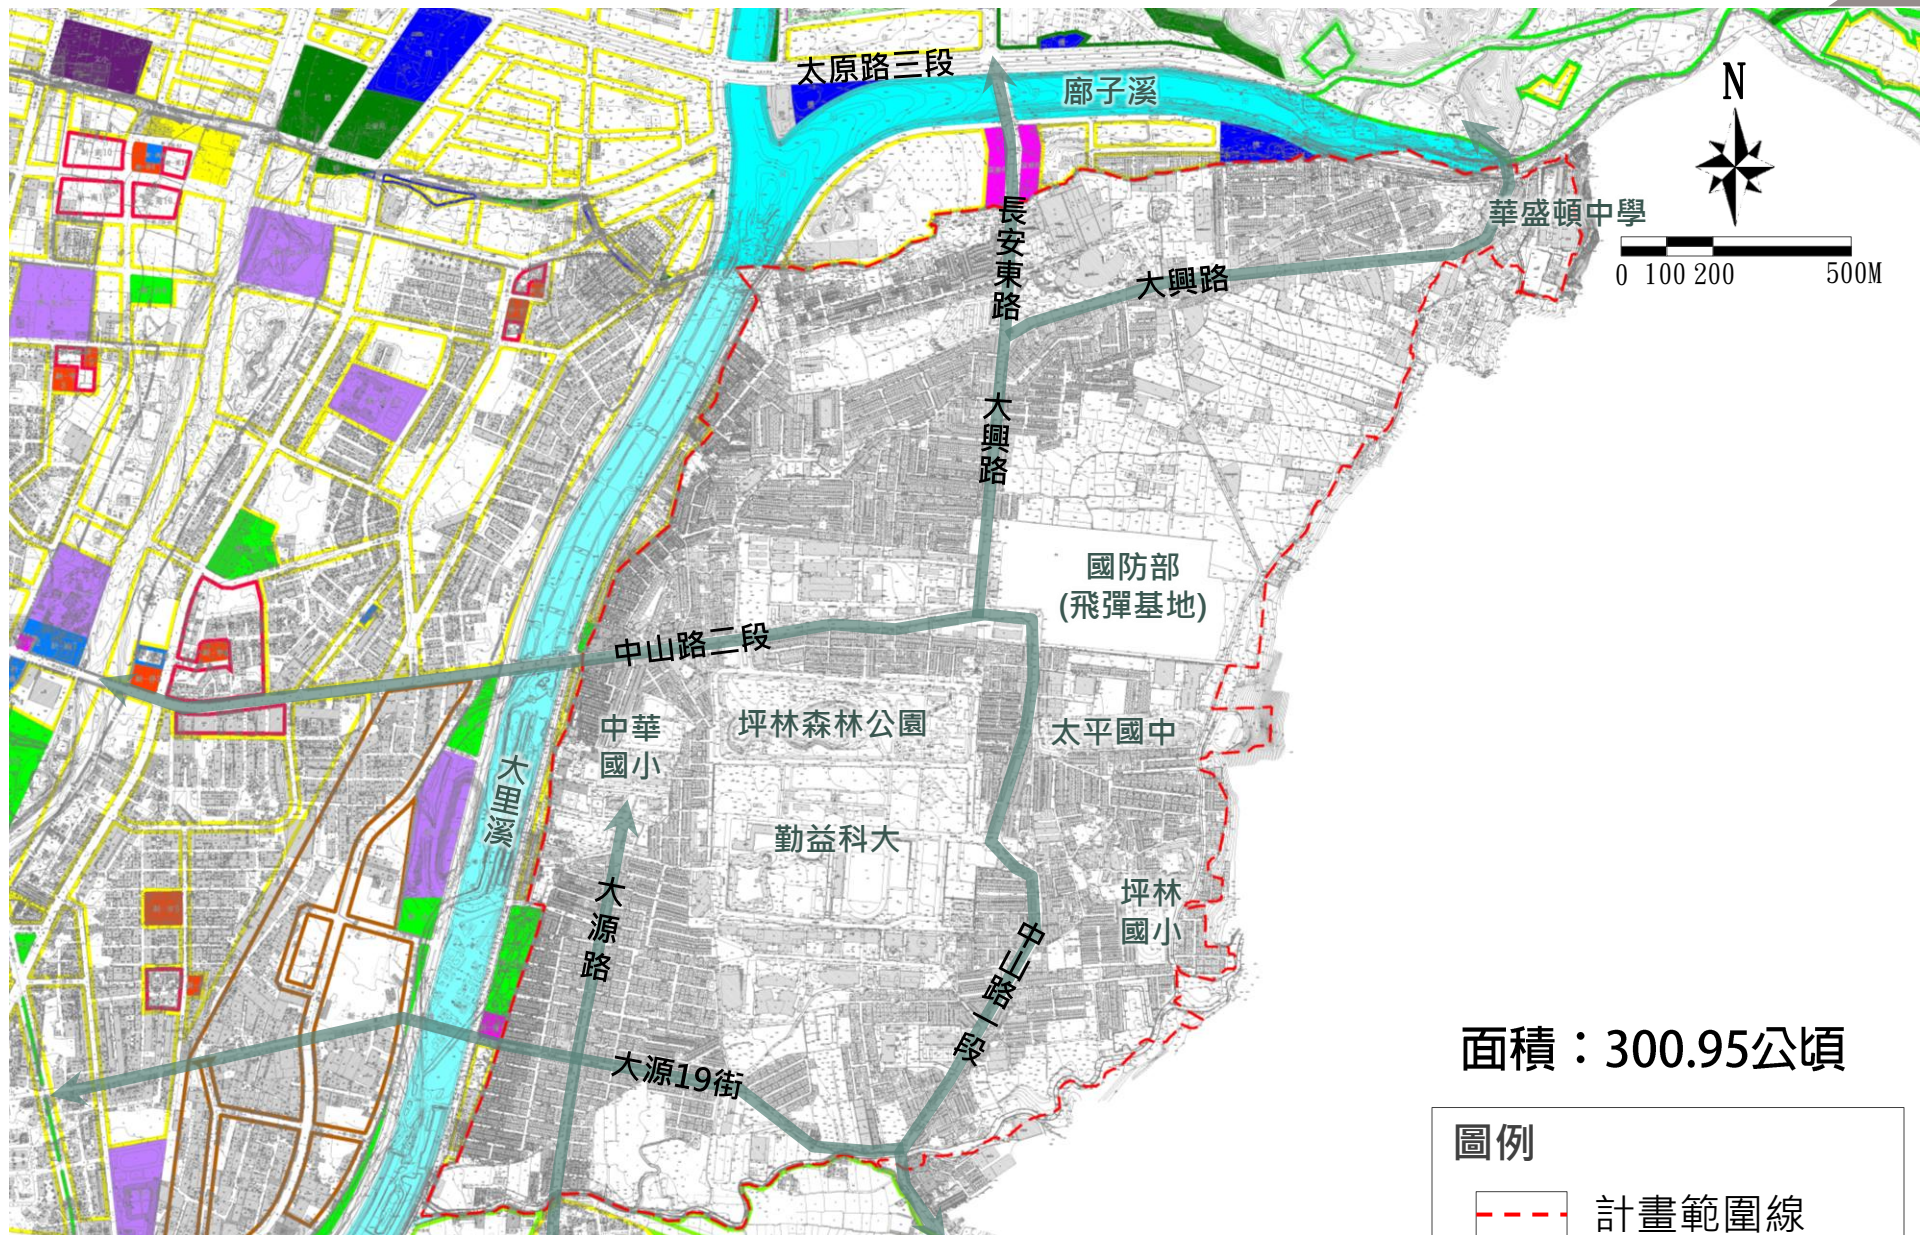 太原路三段
廍子溪
N
華盛頓中學
0 100 200 500M
長安東路
大興路
大興路
國防部
(飛彈基地)
中山路二段
中華
國小
坪林森林公園
太平國中
大里溪
勤益科大
大源路
坪林
國小
中山路一段
大源19街
面積：300.95公頃
圖例
計畫範圍線